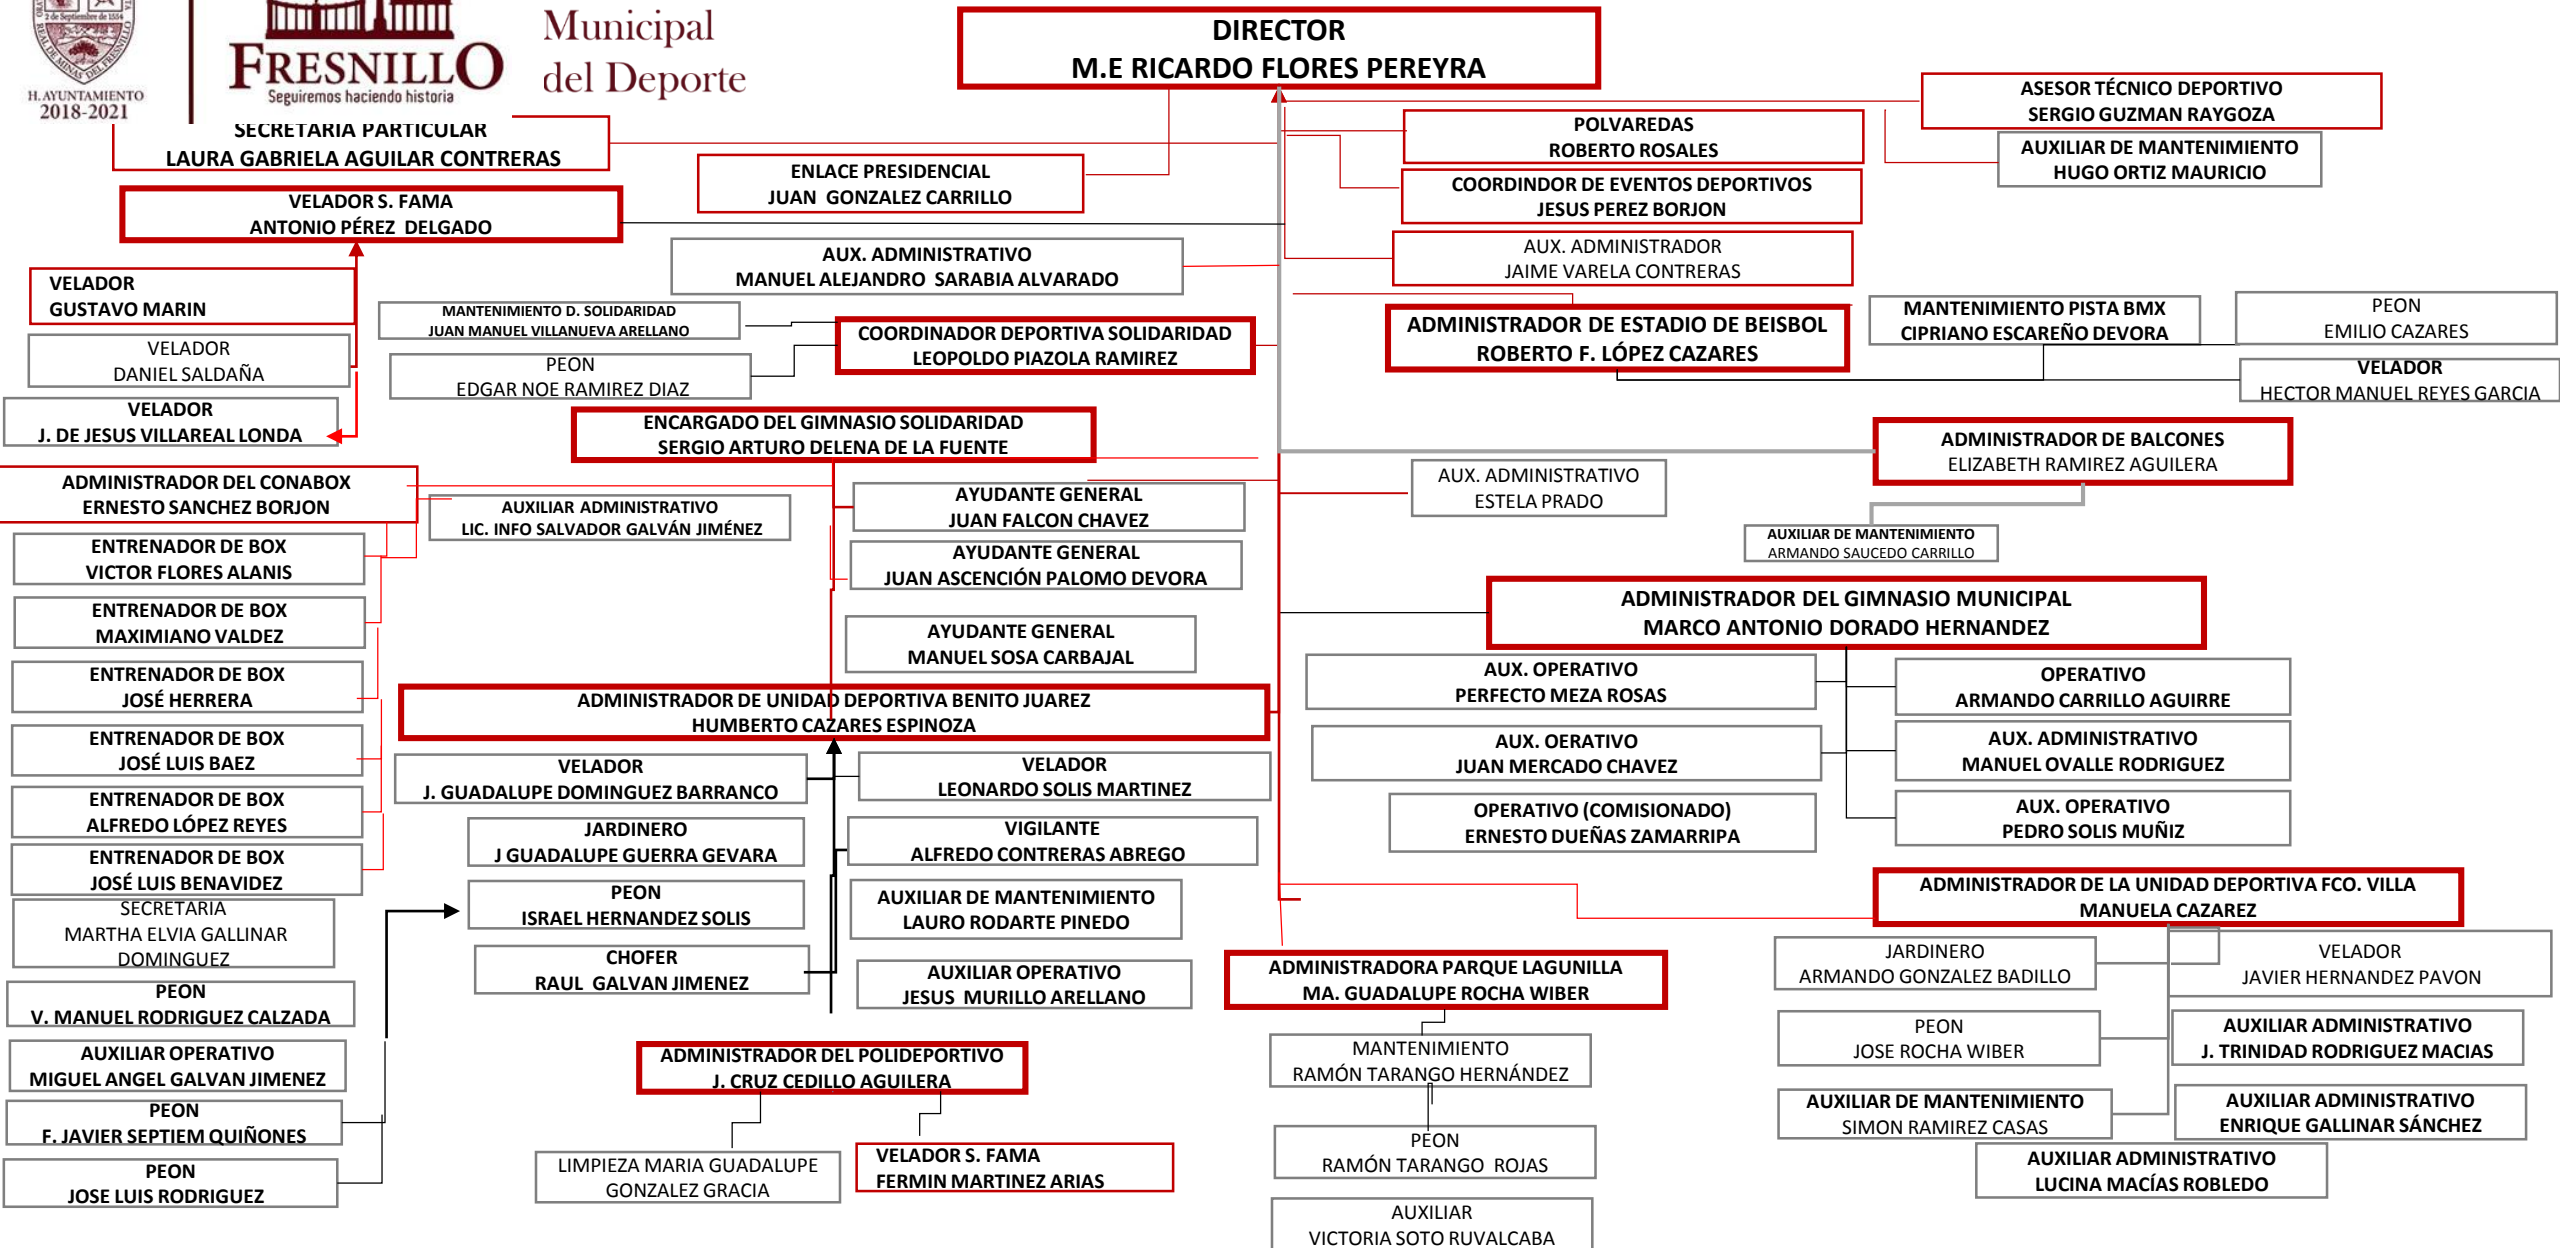 2 de Septiembre de 1554
REAL DE MINAS DEL FRESNILLO
H. AYUNTAMIENTO
2018-2021
FRESNILLO
Seguiremos haciendo historia
Municipal
del Deporte
DIRECTOR
M.E RICARDO FLORES PEREYRA
ASESOR TÉCNICO DEPORTIVO
SERGIO GUZMAN RAYGOZA
SECRETARIA PARTICULAR
LAURA GABRIELA AGUILAR CONTRERAS
POLVAREDAS
ROBERTO ROSALES
AUXILIAR DE MANTENIMIENTO
HUGO ORTIZ MAURICIO
ENLACE PRESIDENCIAL
JUAN GONZALEZ CARRILLO
COORDINDOR DE EVENTOS DEPORTIVOS
JESUS PEREZ BORJON
VELADOR S. FAMA
ANTONIO PÉREZ DELGADO
AUX. ADMINISTRATIVO
MANUEL ALEJANDRO SARABIA ALVARADO
AUX. ADMINISTRADOR
JAIME VARELA CONTRERAS
VELADOR
GUSTAVO MARIN
MANTENIMIENTO D. SOLIDARIDAD
JUAN MANUEL VILLANUEVA ARELLANO
COORDINADOR DEPORTIVA SOLIDARIDAD
LEOPOLDO PIAZOLA RAMIREZ
ADMINISTRADOR DE ESTADIO DE BEISBOL
ROBERTO F. LÓPEZ CAZARES
MANTENIMIENTO PISTA BMX
CIPRIANO ESCAREÑO DEVORA
PEON
EMILIO CAZARES
VELADOR
DANIEL SALDAÑA
PEON
EDGAR NOE RAMIREZ DIAZ
VELADOR
HECTOR MANUEL REYES GARCIA
VELADOR
J. DE JESUS VILLAREAL LONDA
ENCARGADO DEL GIMNASIO SOLIDARIDAD
SERGIO ARTURO DELENA DE LA FUENTE
ADMINISTRADOR DE BALCONES
ELIZABETH RAMIREZ AGUILERA
ADMINISTRADOR DEL CONABOX
ERNESTO SANCHEZ BORJON
AUXILIAR ADMINISTRATIVO
LIC. INFO SALVADOR GALVÁN JIMÉNEZ
AYUDANTE GENERAL
JUAN FALCON CHAVEZ
AUX. ADMINISTRATIVO
ESTELA PRADO
AUXILIAR DE MANTENIMIENTO
ARMANDO SAUCEDO CARRILLO
ENTRENADOR DE BOX
VICTOR FLORES ALANIS
AYUDANTE GENERAL
JUAN ASCENCIÓN PALOMO DEVORA
ENTRENADOR DE BOX
MAXIMIANO VALDEZ
AYUDANTE GENERAL
MANUEL SOSA CARBAJAL
ADMINISTRADOR DEL GIMNASIO MUNICIPAL
MARCO ANTONIO DORADO HERNANDEZ
ENTRENADOR DE BOX
JOSÉ HERRERA
ADMINISTRADOR DE UNIDAD DEPORTIVA BENITO JUAREZ
HUMBERTO CAZARES ESPINOZA
AUX. OPERATIVO
PERFECTO MEZA ROSAS
OPERATIVO
ARMANDO CARRILLO AGUIRRE
ENTRENADOR DE BOX
JOSÉ LUIS BAEZ
VELADOR
J. GUADALUPE DOMINGUEZ BARRANCO
VELADOR
LEONARDO SOLIS MARTINEZ
AUX. OERATIVO
JUAN MERCADO CHAVEZ
AUX. ADMINISTRATIVO
MANUEL OVALLE RODRIGUEZ
ENTRENADOR DE BOX
ALFREDO LÓPEZ REYES
JARDINERO
J GUADALUPE GUERRA GEVARA
VIGILANTE
ALFREDO CONTRERAS ABREGO
OPERATIVO (COMISIONADO)
ERNESTO DUEÑAS ZAMARRIPA
AUX. OPERATIVO
PEDRO SOLIS MUÑIZ
ENTRENADOR DE BOX
JOSÉ LUIS BENAVIDEZ
PEON
ISRAEL HERNANDEZ SOLIS
AUXILIAR DE MANTENIMIENTO
LAURO RODARTE PINEDO
ADMINISTRADOR DE LA UNIDAD DEPORTIVA FCO. VILLA
MANUELA CAZAREZ
SECRETARIA
MARTHA ELVIA GALLINAR
DOMINGUEZ
CHOFER
RAUL GALVAN JIMENEZ
AUXILIAR OPERATIVO
JESUS MURILLO ARELLANO
ADMINISTRADORA PARQUE LAGUNILLA
MA. GUADALUPE ROCHA WIBER
JARDINERO
ARMANDO GONZALEZ BADILLO
VELADOR
JAVIER HERNANDEZ PAVON
PEON
V. MANUEL RODRIGUEZ CALZADA
PEON
JOSE ROCHA WIBER
AUXILIAR ADMINISTRATIVO
J. TRINIDAD RODRIGUEZ MACIAS
AUXILIAR OPERATIVO
MIGUEL ANGEL GALVAN JIMENEZ
ADMINISTRADOR DEL POLIDEPORTIVO
J. CRUZ CEDILLO AGUILERA
MANTENIMIENTO
RAMÓN TARANGO HERNÁNDEZ
AUXILIAR DE MANTENIMIENTO
SIMON RAMIREZ CASAS
AUXILIAR ADMINISTRATIVO
ENRIQUE GALLINAR SÁNCHEZ
PEON
F. JAVIER SEPTIEM QUIÑONES
PEON
RAMÓN TARANGO ROJAS
PEON
JOSE LUIS RODRIGUEZ
LIMPIEZA MARIA GUADALUPE
GONZALEZ GRACIA
VELADOR S. FAMA
FERMIN MARTINEZ ARIAS
AUXILIAR ADMINISTRATIVO
LUCINA MACÍAS ROBLEDO
AUXILIAR
VICTORIA SOTO RUVALCABA